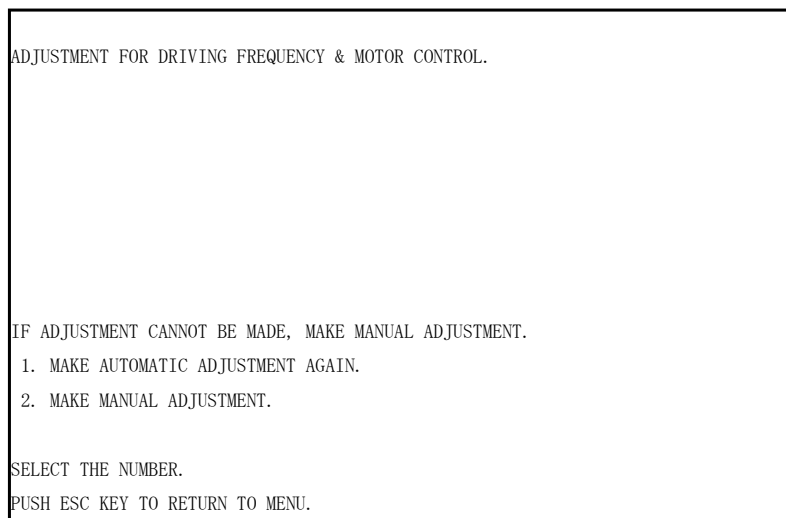 ADJUSTMENT FOR DRIVING FREQUENCY & MOTOR CONTROL.
IF ADJUSTMENT CANNOT BE MADE, MAKE MANUAL ADJUSTMENT.
1. MAKE AUTOMATIC ADJUSTMENT AGAIN.
2. MAKE MANUAL ADJUSTMENT.
SELECT THE NUMBER.
PUSH ESC KEY TO RETURN TO MENU.